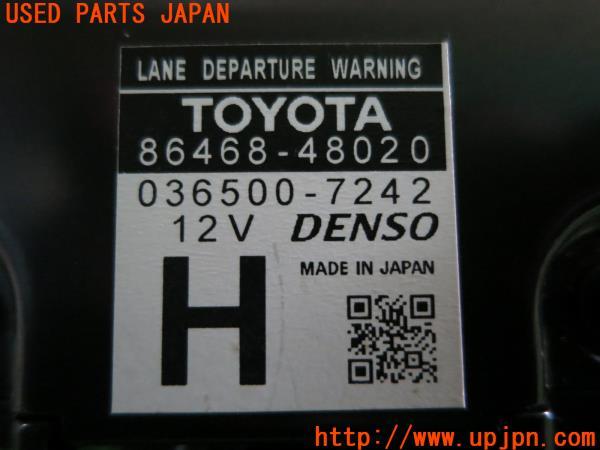 USED PARTS JAPAN
LANE DEPARTURE WARNING
TOYOTA
86468-48020
036500-7242
12V DENSO
H
MADE IN JAPAN
http://www.upjpn.com/